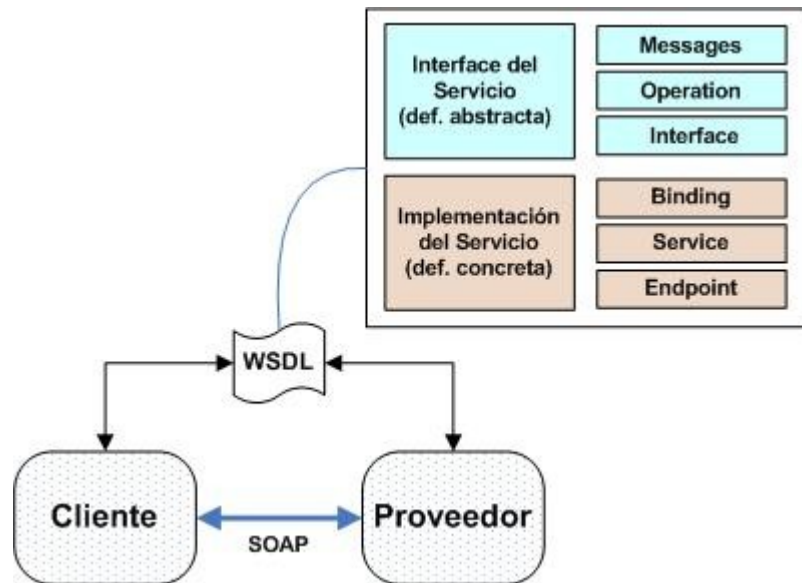 Interface del
Servicio
(def. abstracta)
Messages
Operation
Interface
Implementación
del Servicio
(def. concreta)
Binding
Service
Endpoint
WSDL
Cliente
SOAP
Proveedor